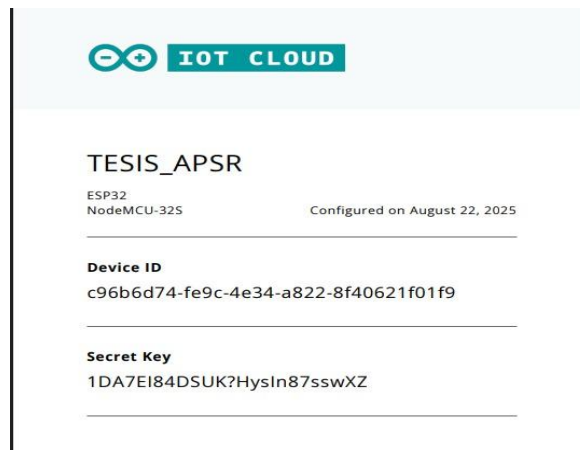 IOT CLOUD
TESIS_APSR
ESP32
NodeMCU-32S
Configured on August 22, 2025
Device ID
c96b6d74-fe9c-4e34-a822-8f40621f01f9
Secret Key
1DA7EI84DSUK?HysIn87sswXZ